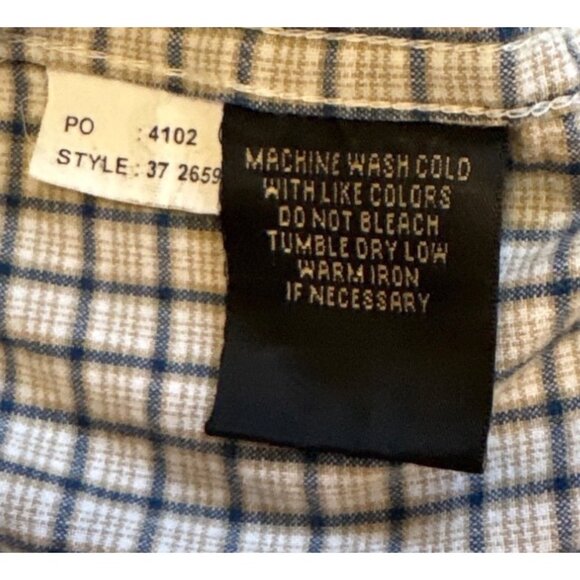 PO : 4102
STYLE : 37 2659
MACHINE WASH COLD
WITH LIKE COLORS
DO NOT BLEACH
TUMBLE DRY LOW
WARM IRON
IF NECESSARY